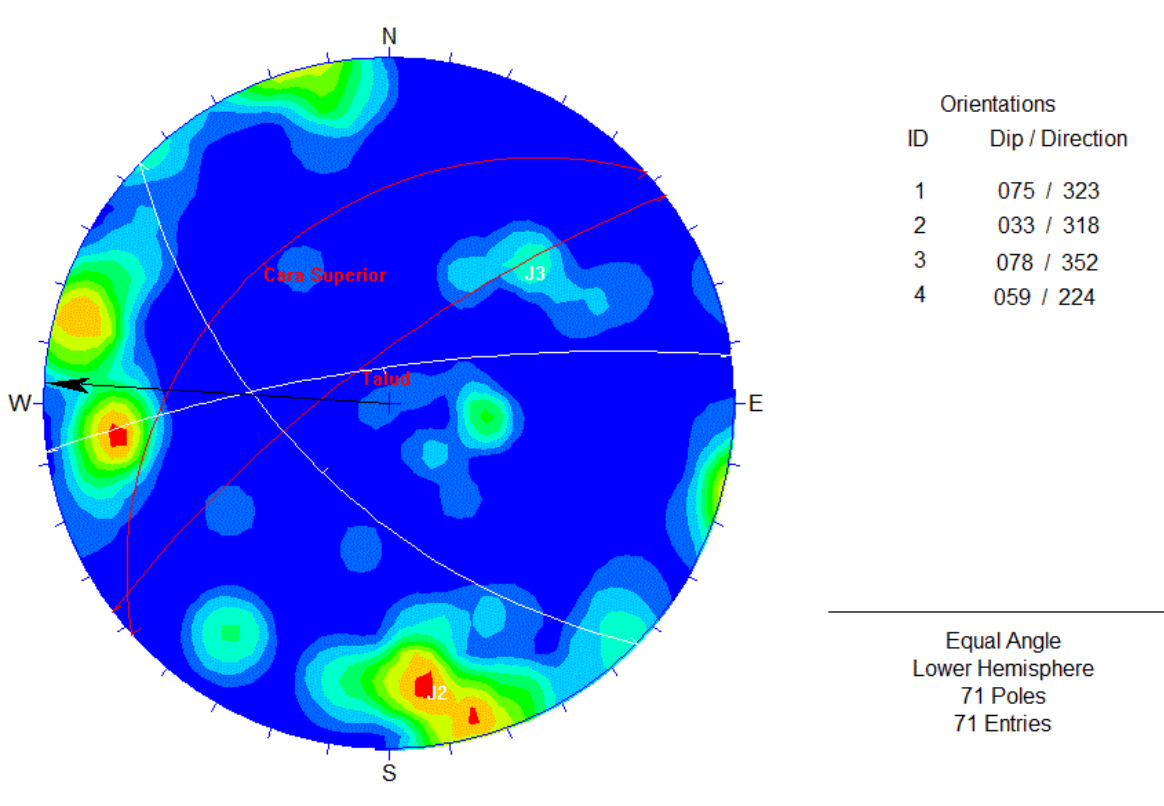 N
Orientations
ID Dip / Direction
1 075 / 323
2 033 / 318
3 078 / 352
4 059 / 224
Cara Superior
J3
Talud
W
E
J2
S
Equal Angle
Lower Hemisphere
71 Poles
71 Entries